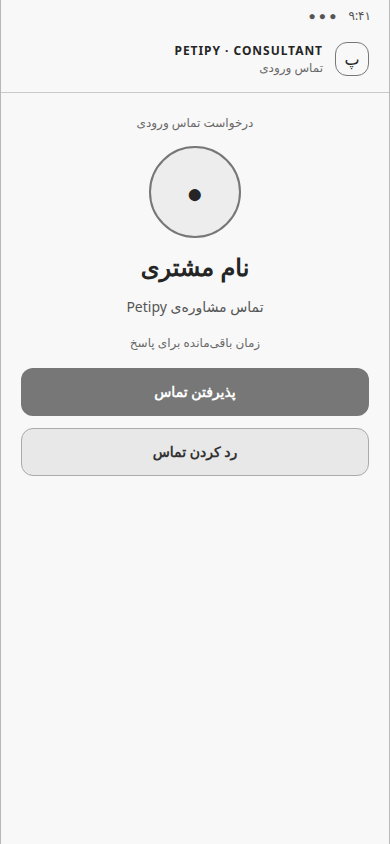 ۹:۴۱
پ
PETIPY · CONSULTANT
تماس ورودی
درخواست تماس ورودی
نام مشتری
تماس مشاوره‌ی Petipy
زمان باقی‌مانده برای پاسخ
پذیرفتن تماس
رد کردن تماس